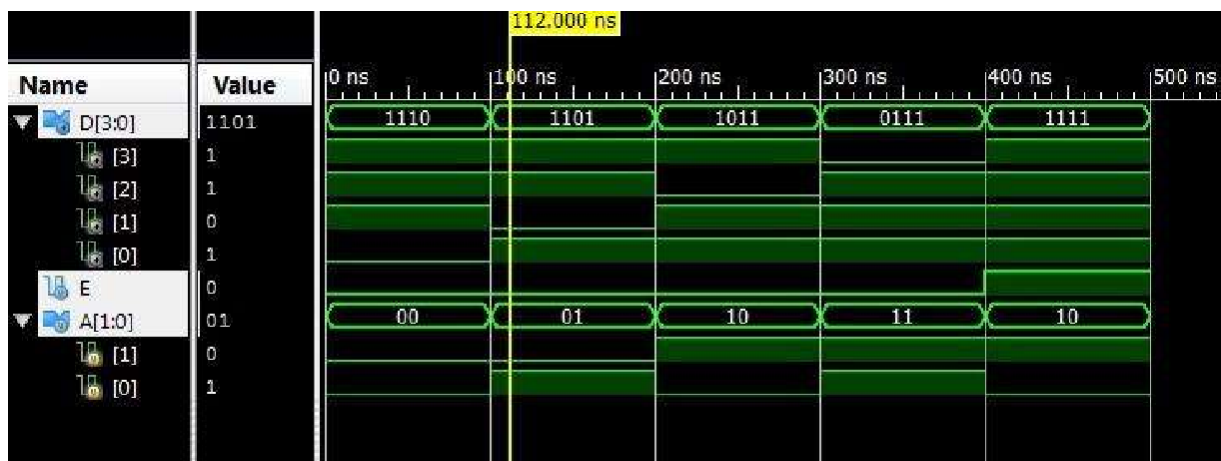 112.000 ns
Name Value 0 ns 100 ns 200 ns 300 ns 400 ns 500 ns
D[3:0] 1101 1110 1101 1011 0111 1111
[3] 1
[2] 1
[1] 0
[0] 1
E 0
A[1:0] 01 00 01 10 11 10
[1] 0
[0] 1